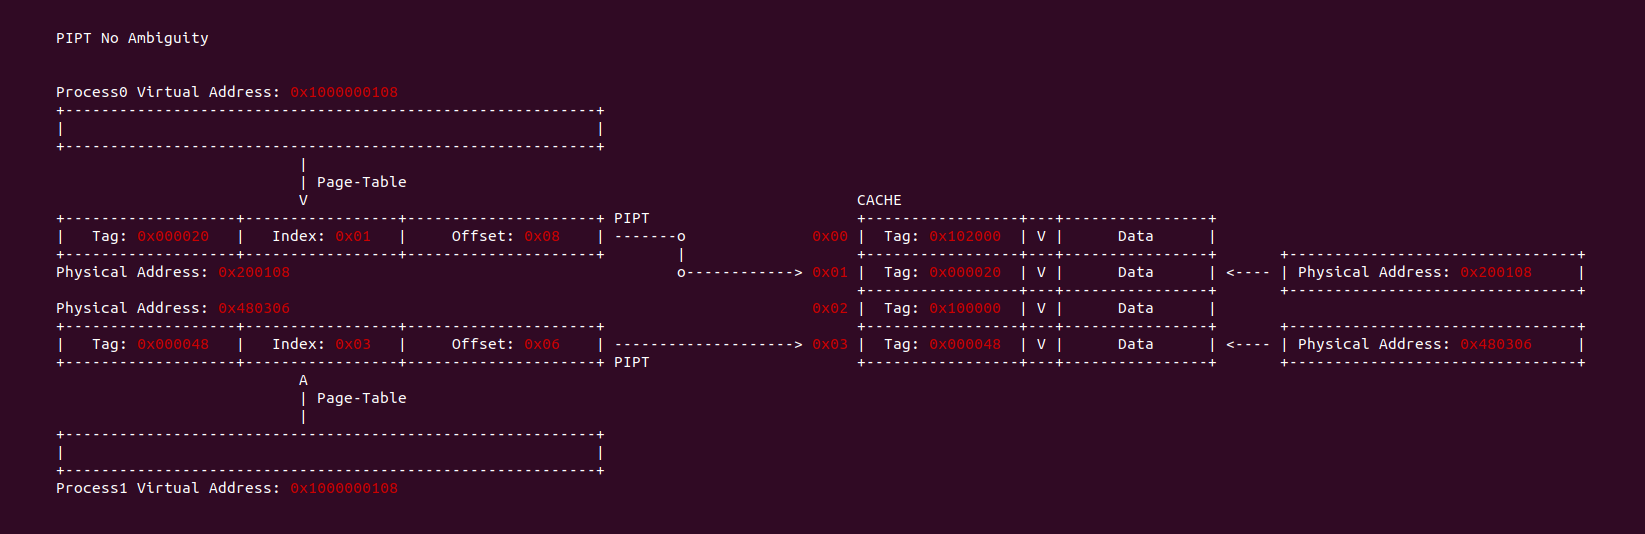 PIPT No Ambiguity
Process0 Virtual Address: 0x1000000108
+-----------------------------------------------------------+
|                                                           |
+-----------------------------------------------------------+
                           |
                           | Page-Table
                           V                                                             CACHE
+-------------------+-----------------+---------------------+ PIPT                       +-----------------+---+----------------+
|   Tag: 0x000020   |   Index: 0x01   |     Offset: 0x08    | -------o              0x00 |  Tag: 0x102000  | V |      Data      |
+-------------------+-----------------+---------------------+        |                   +-----------------+---+----------------+       +--------------------------------+
Physical Address: 0x200108                                           o------------> 0x01 |  Tag: 0x000020  | V |      Data      | <---- | Physical Address: 0x200108     |
                                                                                         +-----------------+---+----------------+       +--------------------------------+
Physical Address: 0x480306                                                          0x02 |  Tag: 0x100000  | V |      Data      |
+-------------------+-----------------+---------------------+                            +-----------------+---+----------------+       +--------------------------------+
|   Tag: 0x000048   |   Index: 0x03   |     Offset: 0x06    | --------------------> 0x03 |  Tag: 0x000048  | V |      Data      | <---- | Physical Address: 0x480306     |
+-------------------+-----------------+---------------------+ PIPT                       +-----------------+---+----------------+       +--------------------------------+
                           A
                           | Page-Table
                           |
+-----------------------------------------------------------+
|                                                           |
+-----------------------------------------------------------+
Process1 Virtual Address: 0x1000000108